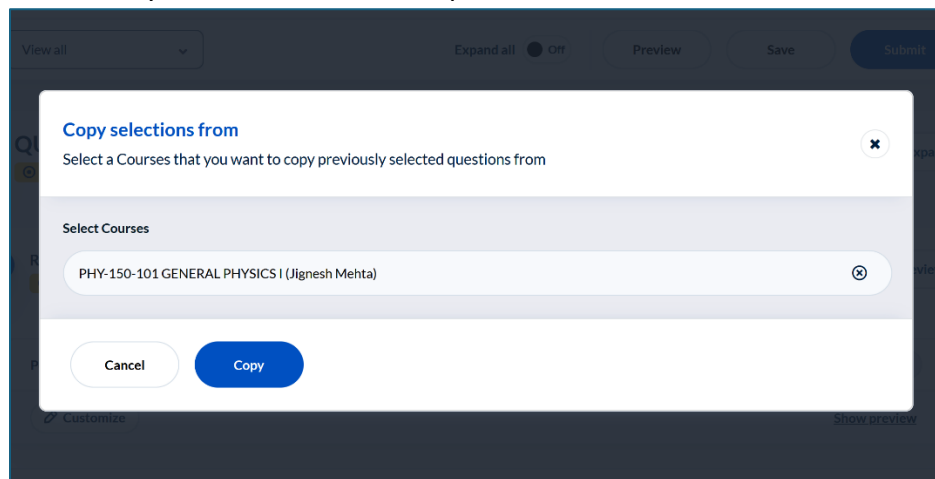 View all
Expand all Off Preview Save Submit
Copy selections from
Select a Courses that you want to copy previously selected questions from
Select Courses
PHY-150-101 GENERAL PHYSICS I (Jignesh Mehta)
Cancel Copy
Customize Show preview